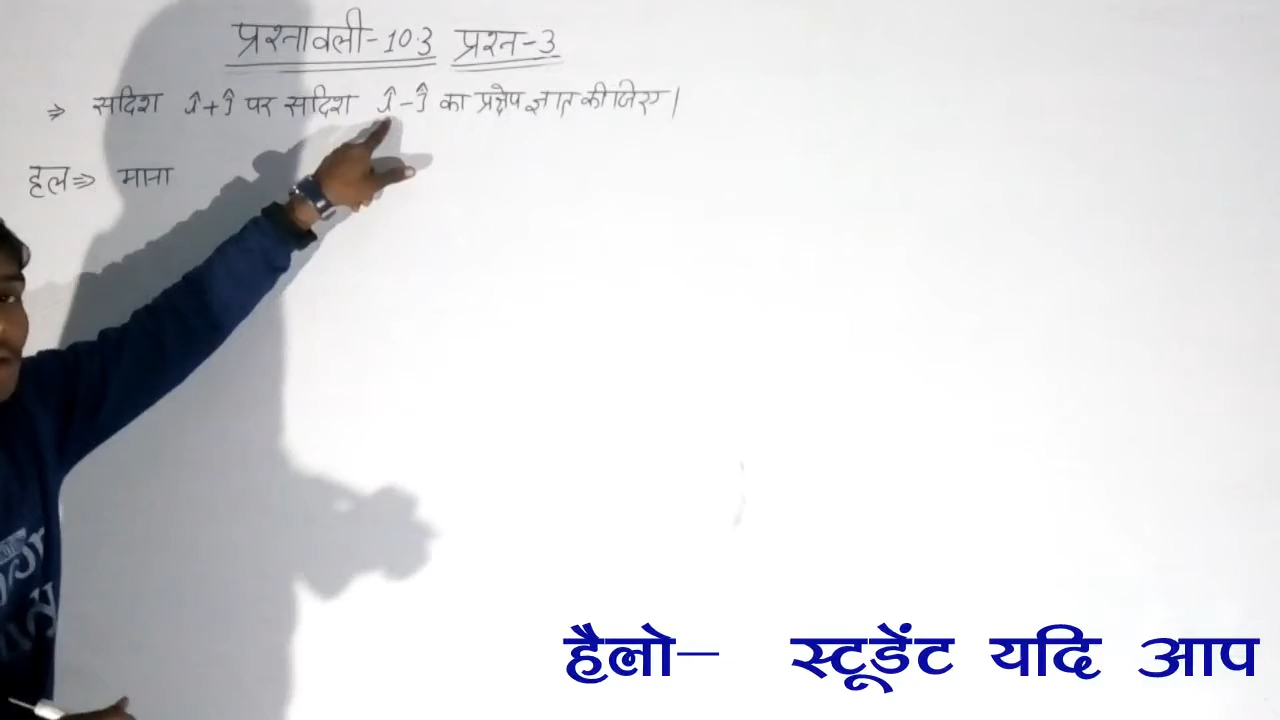 प्रश्नावली-10.3 प्रश्न-3
⇒ सदिश î+ĵ पर सदिश î-ĵ का प्रक्षेप ज्ञात कीजिए।
हल⇒ माना
हैलो- स्टूडेंट यदि आप